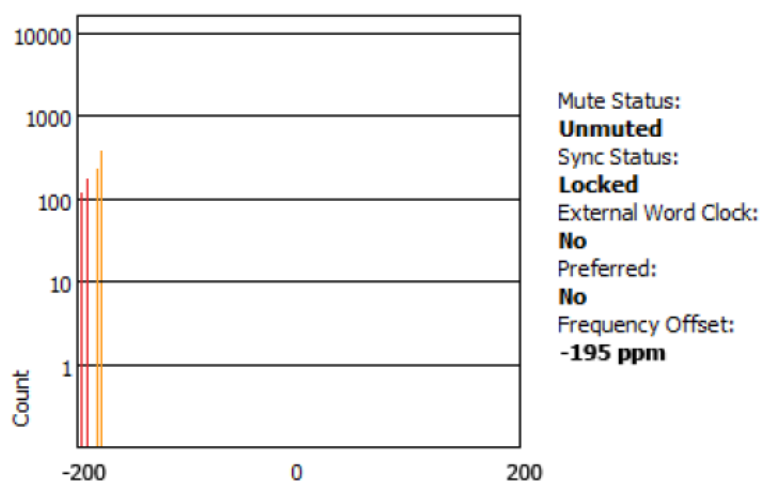 10000
1000
100
10
1
Count
-200
0
200
Mute Status:
Unmuted
Sync Status:
Locked
External Word Clock:
No
Preferred:
No
Frequency Offset:
-195 ppm